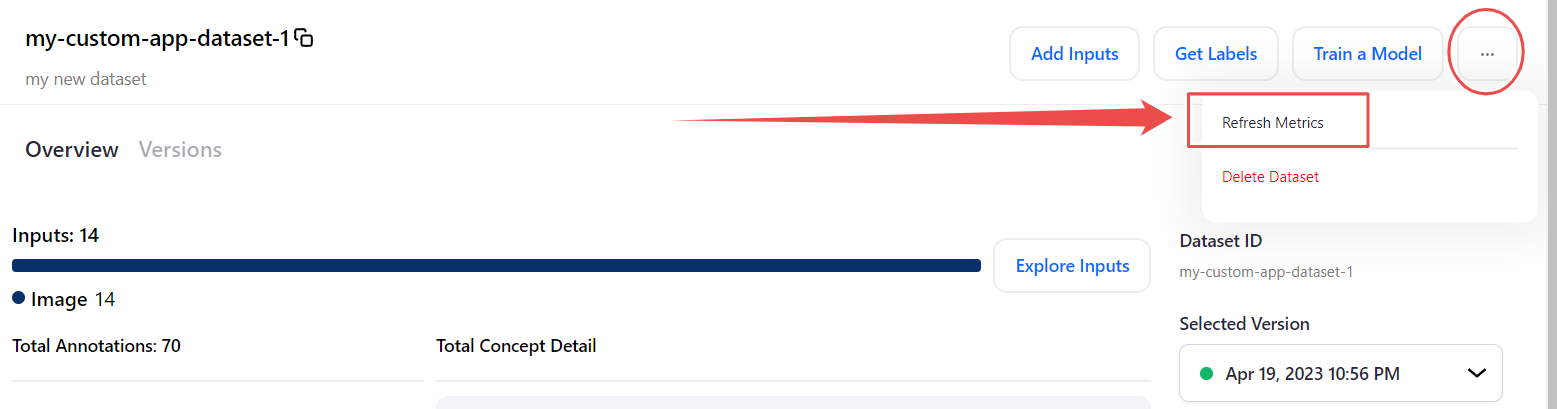 my-custom-app-dataset-1
my new dataset
Add Inputs
Get Labels
Train a Model
...
Refresh Metrics
Delete Dataset
Overview
Versions
Inputs: 14
Explore Inputs
Image 14
Total Annotations: 70
Total Concept Detail
Dataset ID
my-custom-app-dataset-1
Selected Version
Apr 19, 2023 10:56 PM